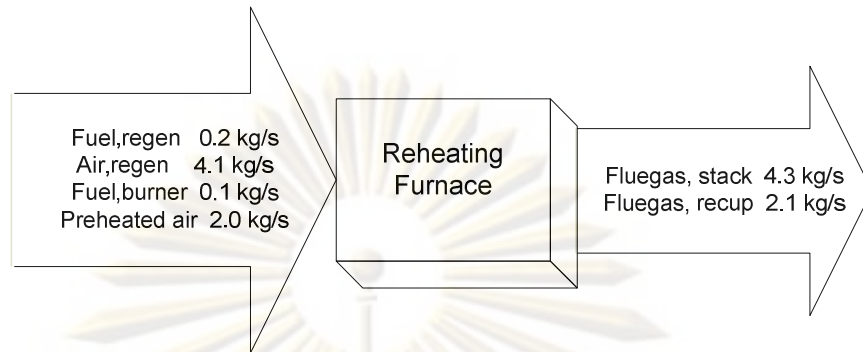 Fuel,regen 0.2 kg/s
Air,regen 4.1 kg/s
Fuel,burner 0.1 kg/s
Preheated air 2.0 kg/s
Reheating
Furnace
Fluegas, stack 4.3 kg/s
Fluegas, recup 2.1 kg/s